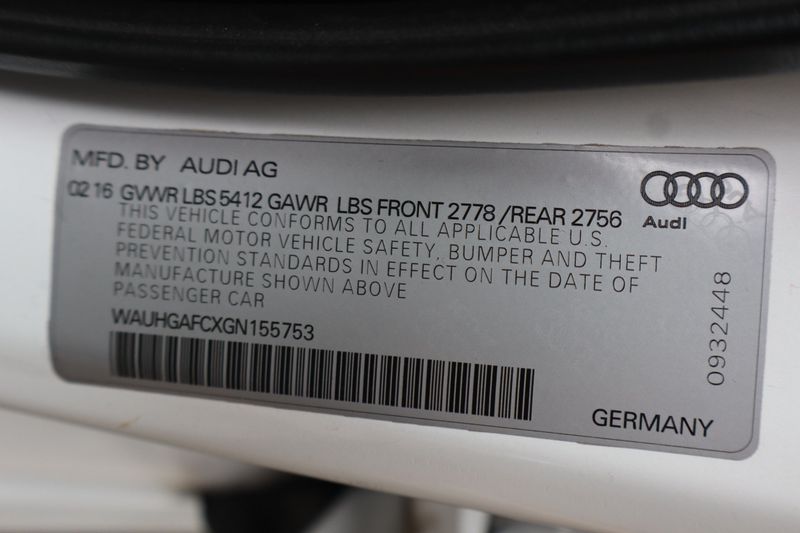 MFD. BY AUDI AG
02 16 GVWR LBS 5412 GAWR LBS FRONT 2778 /REAR 2756
THIS VEHICLE CONFORMS TO ALL APPLICABLE U.S.
FEDERAL MOTOR VEHICLE SAFETY, BUMPER AND THEFT
PREVENTION STANDARDS IN EFFECT ON THE DATE OF
MANUFACTURE SHOWN ABOVE
PASSENGER CAR
WAUHGAFCXGN155753
Audi
0932448
GERMANY